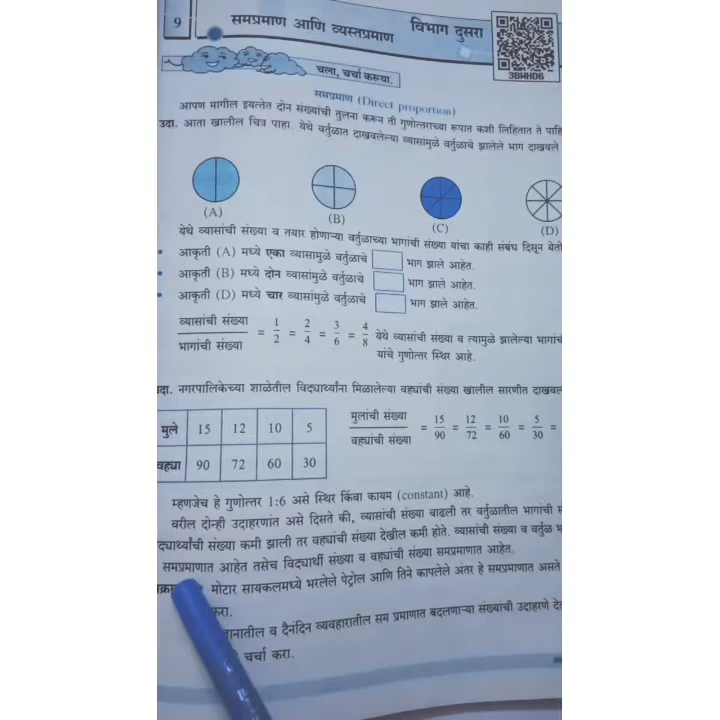 9 समप्रमाण आणि व्यस्तप्रमाण विभाग दुसरा
3BWHD6
चला, चर्चा करूया.
समप्रमाण (Direct proportion)
आपण मागील इयत्तेत दोन संख्यांची तुलना करून ती गुणोत्तराच्या रूपात कशी लिहितात ते
उदा. आता खालील चित्र पाहा. येथे वर्तुळात दाखवलेल्या व्यासांमुळे वर्तुळाचे झालेले भाग दाखवले
(A) (B) (C) (D)
येथे व्यासांची संख्या व तयार होणाऱ्या वर्तुळाच्या भागांची संख्या यांचा काही संबंध दिसून येतो
• आकृती (A) मध्ये एका व्यासामुळे वर्तुळाचे भाग झाले आहेत.
• आकृती (B) मध्ये दोन व्यासांमुळे वर्तुळाचे भाग झाले आहेत.
• आकृती (D) मध्ये चार व्यासांमुळे वर्तुळाचे भाग झाले आहेत.
व्यासांची संख्या / भागांची संख्या = 1/2 = 2/4 = 3/6 = 4/8 येथे व्यासांची संख्या व त्यामुळे झालेल्या
यांचे गुणोत्तर स्थिर आहे.
नगरपालिकेच्या शाळेतील विद्यार्थ्यांना मिळालेल्या वह्यांची संख्या खालील सारणीत
मुले 15 12 10 5
वह्या 90 72 60 30
मुलांची संख्या / वह्यांची संख्या = 15/90 = 12/72 = 10/60 = 5/30 =
म्हणजेच हे गुणोत्तर 1:6 असे स्थिर किंवा कायम (constant) आहे.
वरील दोन्ही उदाहरणांत असे दिसते की, व्यासांची संख्या वाढली तर वर्तुळातील भागांची
संख्या कमी झाली तर वह्यांची संख्या देखील कमी होते. व्यासांची संख्या व वर्तुळ
समप्रमाणात आहेत तसेच विद्यार्थी संख्या व वह्यांची संख्या समप्रमाणात आहेत.
मोटार सायकलमध्ये भरलेले पेट्रोल आणि तिने कापलेले अंतर हे समप्रमाणात असते
करा.
व दैनंदिन व्यवहारातील सम प्रमाणात बदलणाऱ्या संख्यांची उदाहरणे
चर्चा करा.